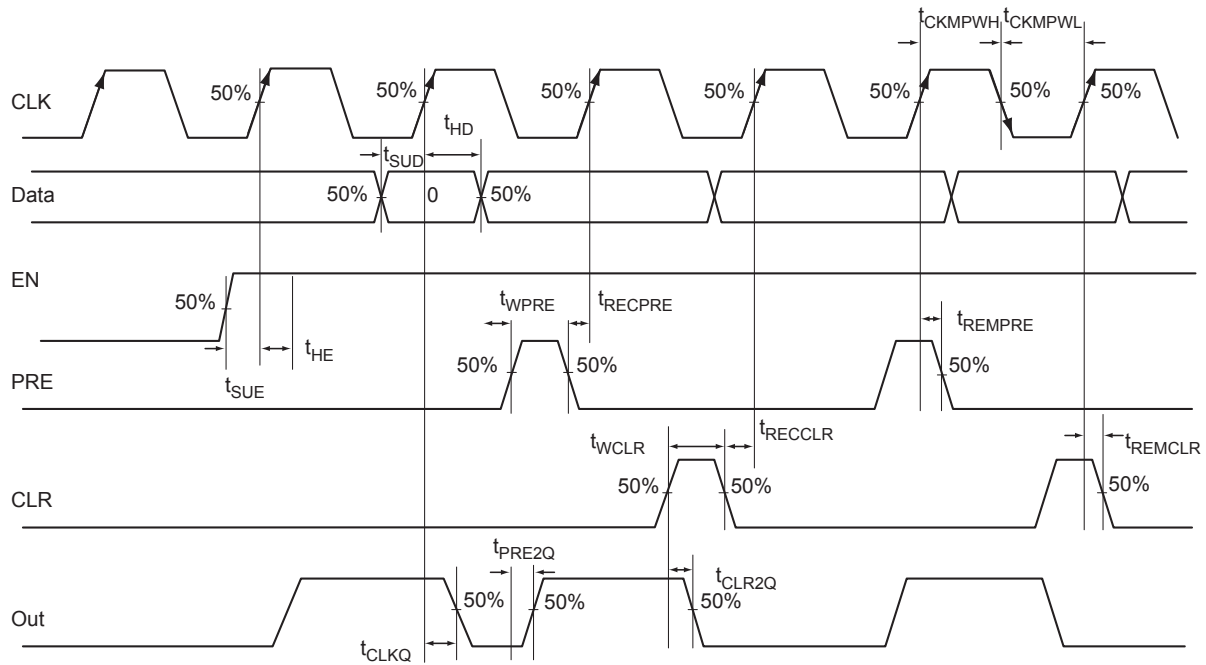 tCKMPWH tCKMPWL
CLK
50% 50% 50% 50% 50% 50% 50%
tHD
tSUD
Data
50% 0 50%
EN
50%
tWPRE tRECPRE
tREMPRE
tHE
tSUE
PRE
50% 50% 50%
tWCLR tRECCLR
tREMCLR
CLR
50% 50% 50%
tPRE2Q
tCLR2Q
Out
50% 50% 50%
tCLKQ